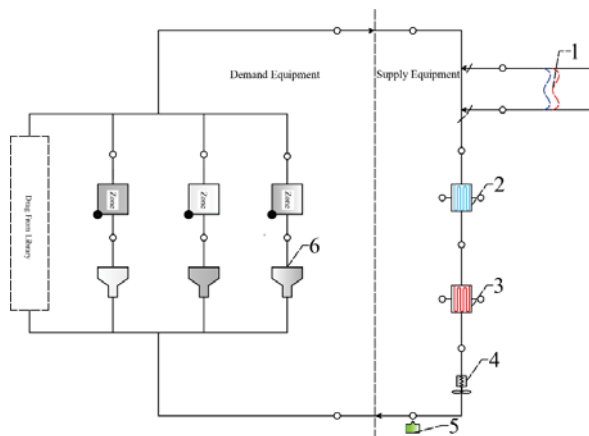 1
Demand Equipment
Supply Equipment
Drag From Library
Zone
Zone
Zone
2
6
3
4
5